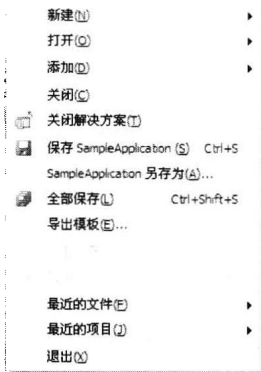 新建(N)
打开(O)
添加(D)
关闭(C)
关闭解决方案(T)
保存 SampleApplication (S) Ctrl+S
SampleApplication 另存为(A)...
全部保存(L) Ctrl+Shift+S
导出模板(E)...
最近的文件(F)
最近的项目(J)
退出(X)